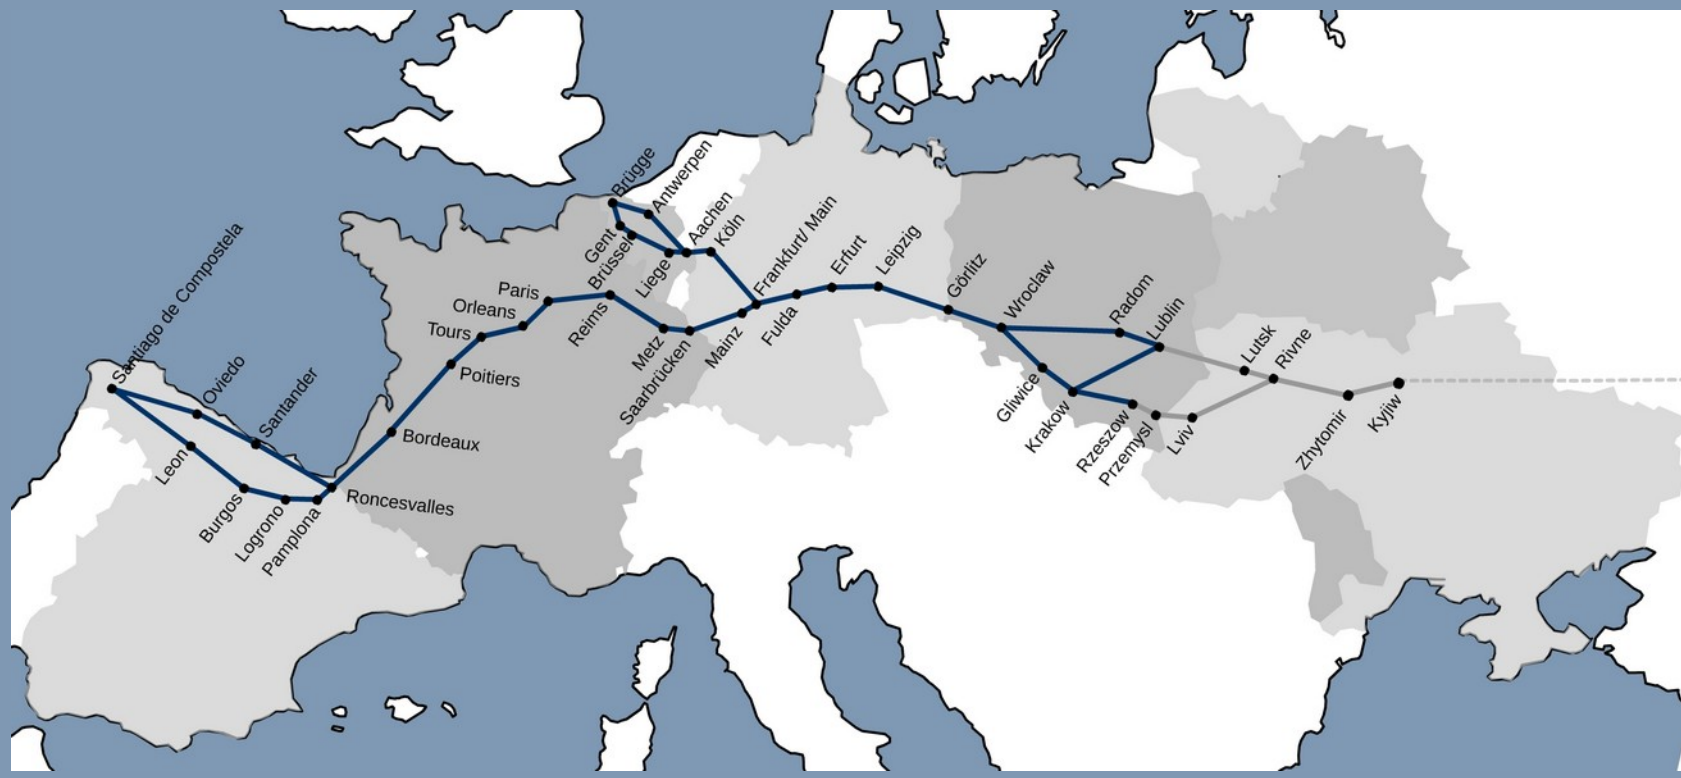 Santiago de Compostela
Oviedo
Santander
Leon
Burgos
Logrono
Pamplona
Roncesvalles
Bordeaux
Poitiers
Tours
Orleans
Paris
Reims
Metz
Saarbrücken
Mainz
Brügge
Antwerpen
Gent
Brüssel
Liege
Aachen
Köln
Frankfurt/ Main
Fulda
Erfurt
Leipzig
Görlitz
Wroclaw
Radom
Lublin
Gliwice
Krakow
Rzeszow
Przemysl
Lviv
Lutsk
Rivne
Zhytomir
Kyjiw